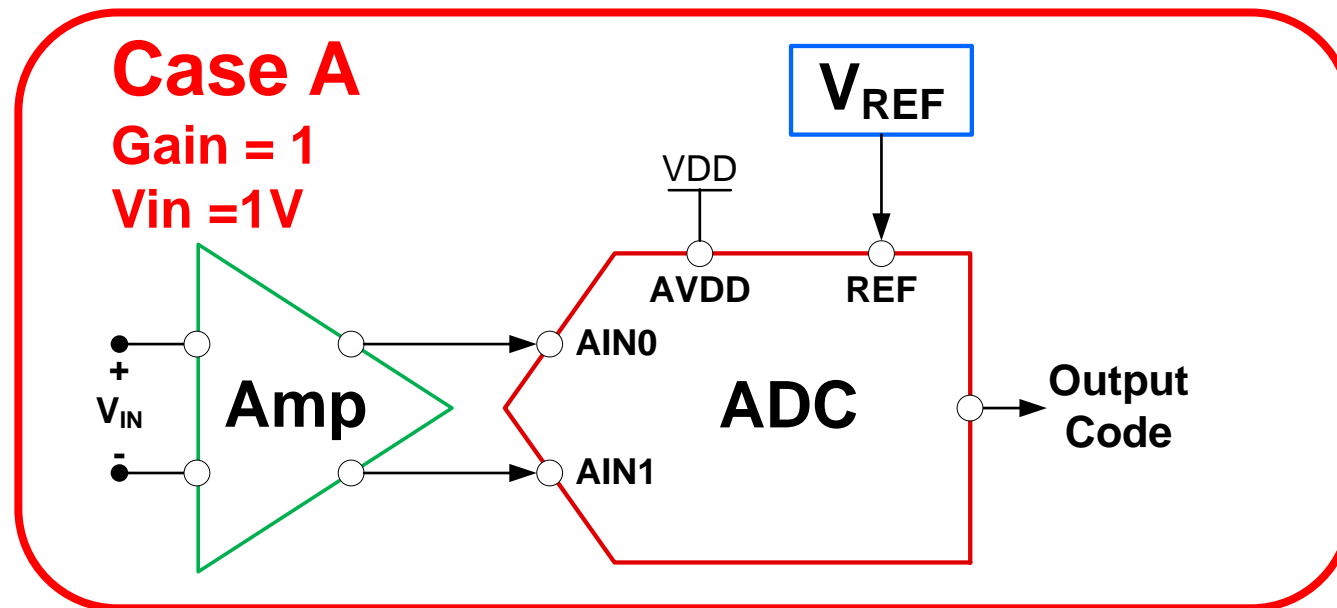 Case A
Gain = 1
Vin =1V
VREF
VDD
AVDD
REF
AIN0
+
VIN
-
Amp
ADC
AIN1
Output
Code